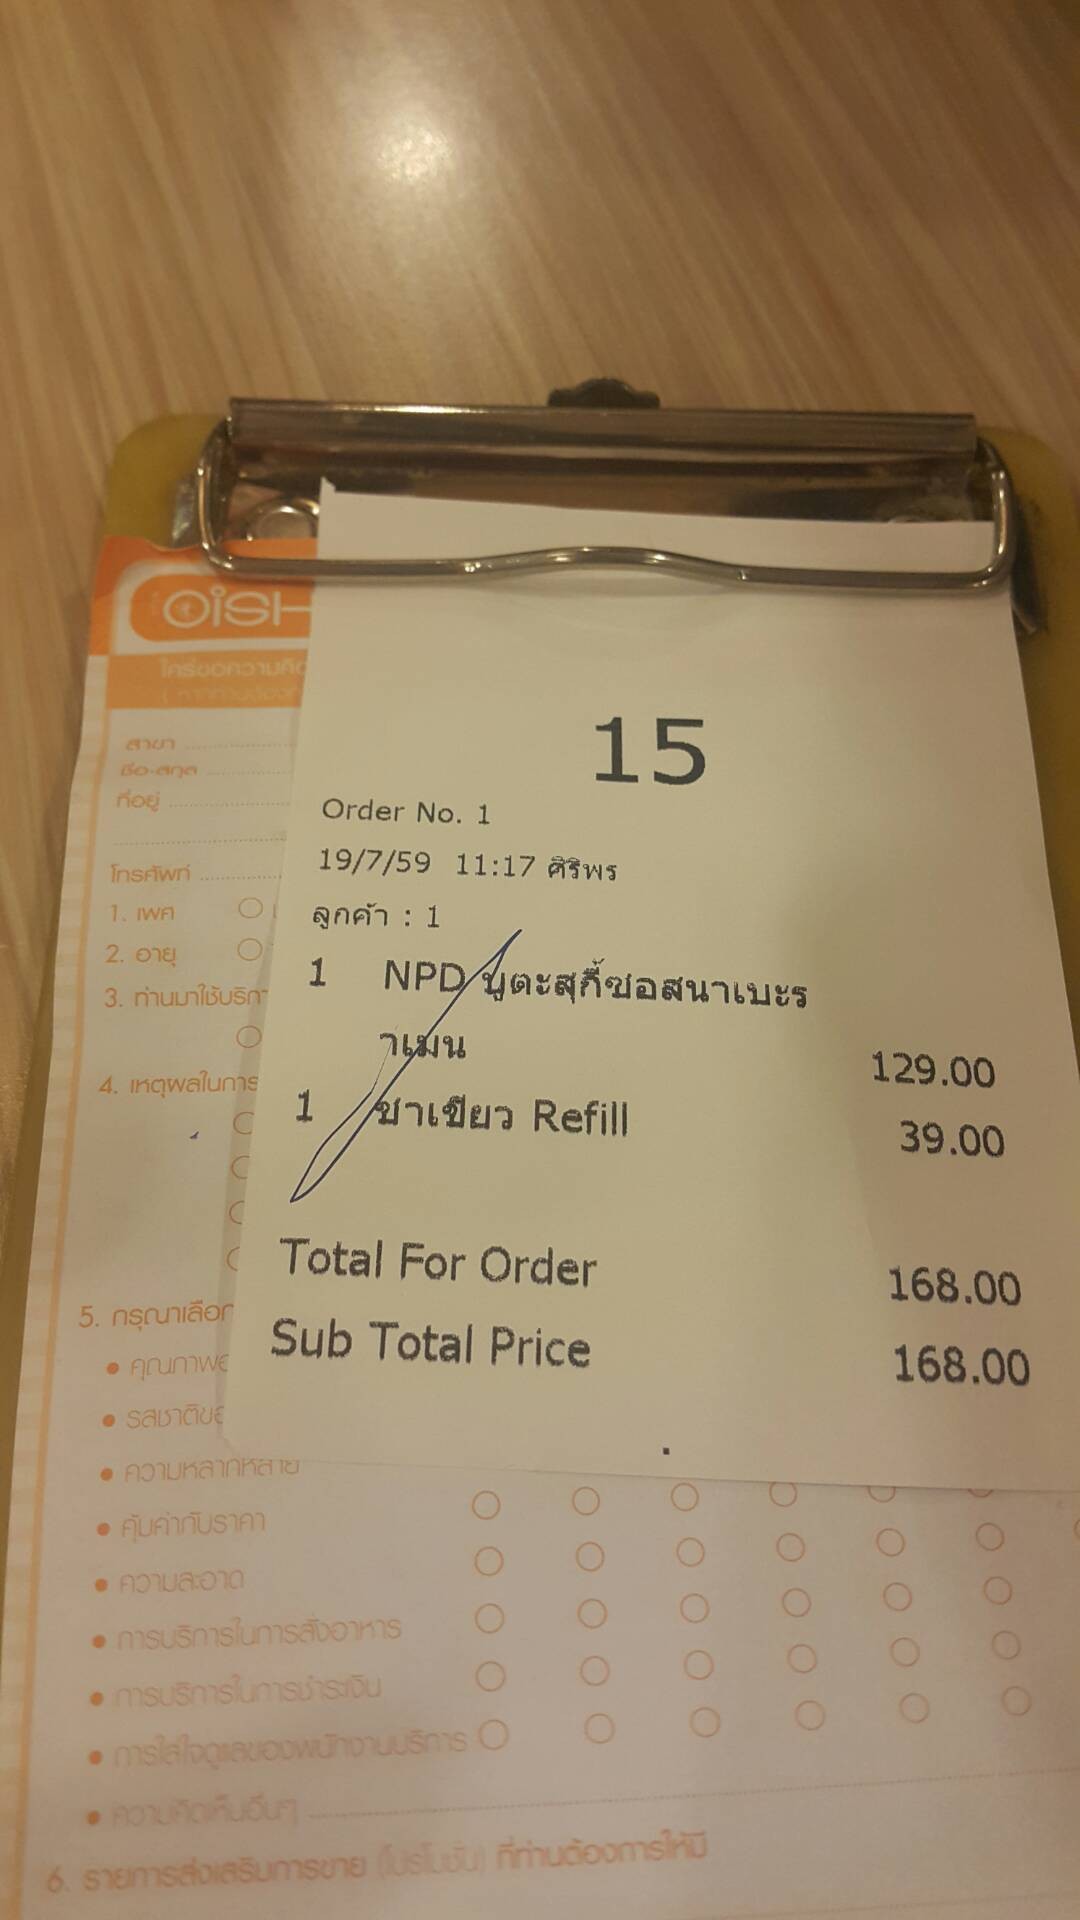 OISH
ใคร่ขอความคิด
15
Order No. 1
19/7/59 11:17 ศิริพร
ลูกค้า : 1
1 NPD บูตะสุกี้ซอสนาเบะร
าเมน 129.00
1 ชาเขียว Refill 39.00
Total For Order 168.00
Sub Total Price 168.00
สาขา
ชื่อ-สกุล
ที่อยู่
โทรศัพท์
1. เพศ
2. อายุ
3. ท่านมาใช้บริกา
4. เหตุผลในการ
5. กรุณาเลือก
• คุณภาพอ
• รสชาติขอ
• ความหลากหลาย
• คุ้มค่ากับราคา
• ความสะอาด
• การบริการในการสั่งอาหาร
• การบริการในการชำระเงิน
• การใส่ใจดูแลของพนักงานบริการ
• ความคิดเห็นอื่นๆ
6. รายการส่งเสริมการขาย (โปรโมชั่น) ที่ท่านต้องการให้มี